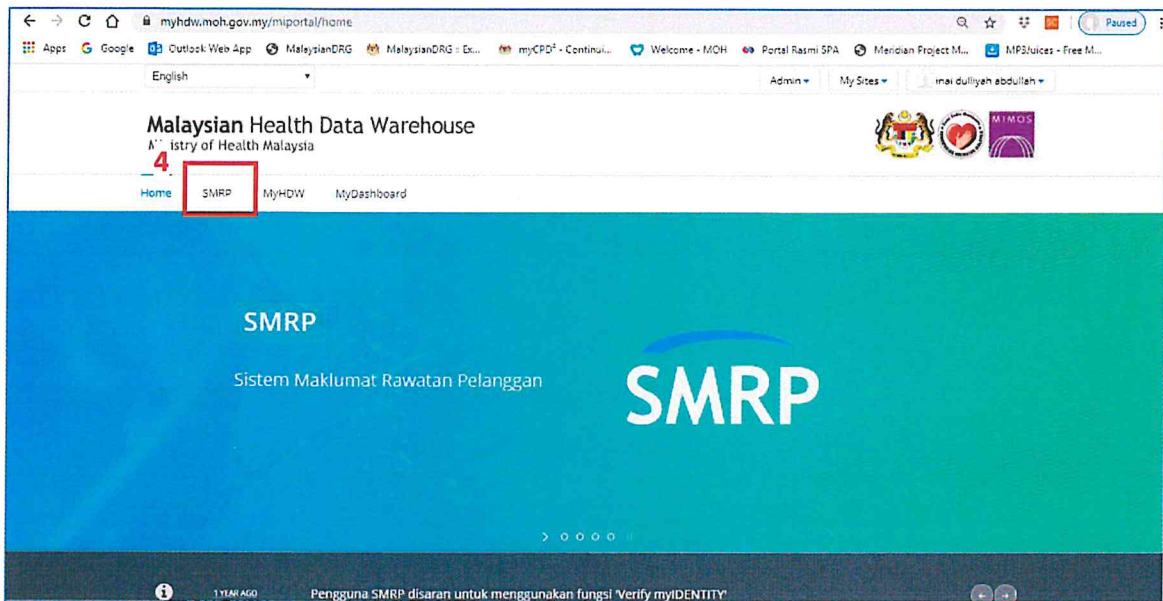 myhdw.moh.gov.my/miportal/home
Paused
Apps Google Outlook Web App MalaysianDRG MalaysianDRG :: Ex... myCPD² - Continui... Welcome - MOH Portal Rasmi SPA Meridian Project M... MP3Juices - Free M...
English Admin My Sites mai dulliyah abdullah
Malaysian Health Data Warehouse
MIMOS
istry of Health Malaysia
4
Home SMRP MyHDW MyDashboard
SMRP
Sistem Maklumat Rawatan Pelanggan
SMRP
1 YEAR AGO Pengguna SMRP disaran untuk menggunakan fungsi 'Verify myIDENTITY'